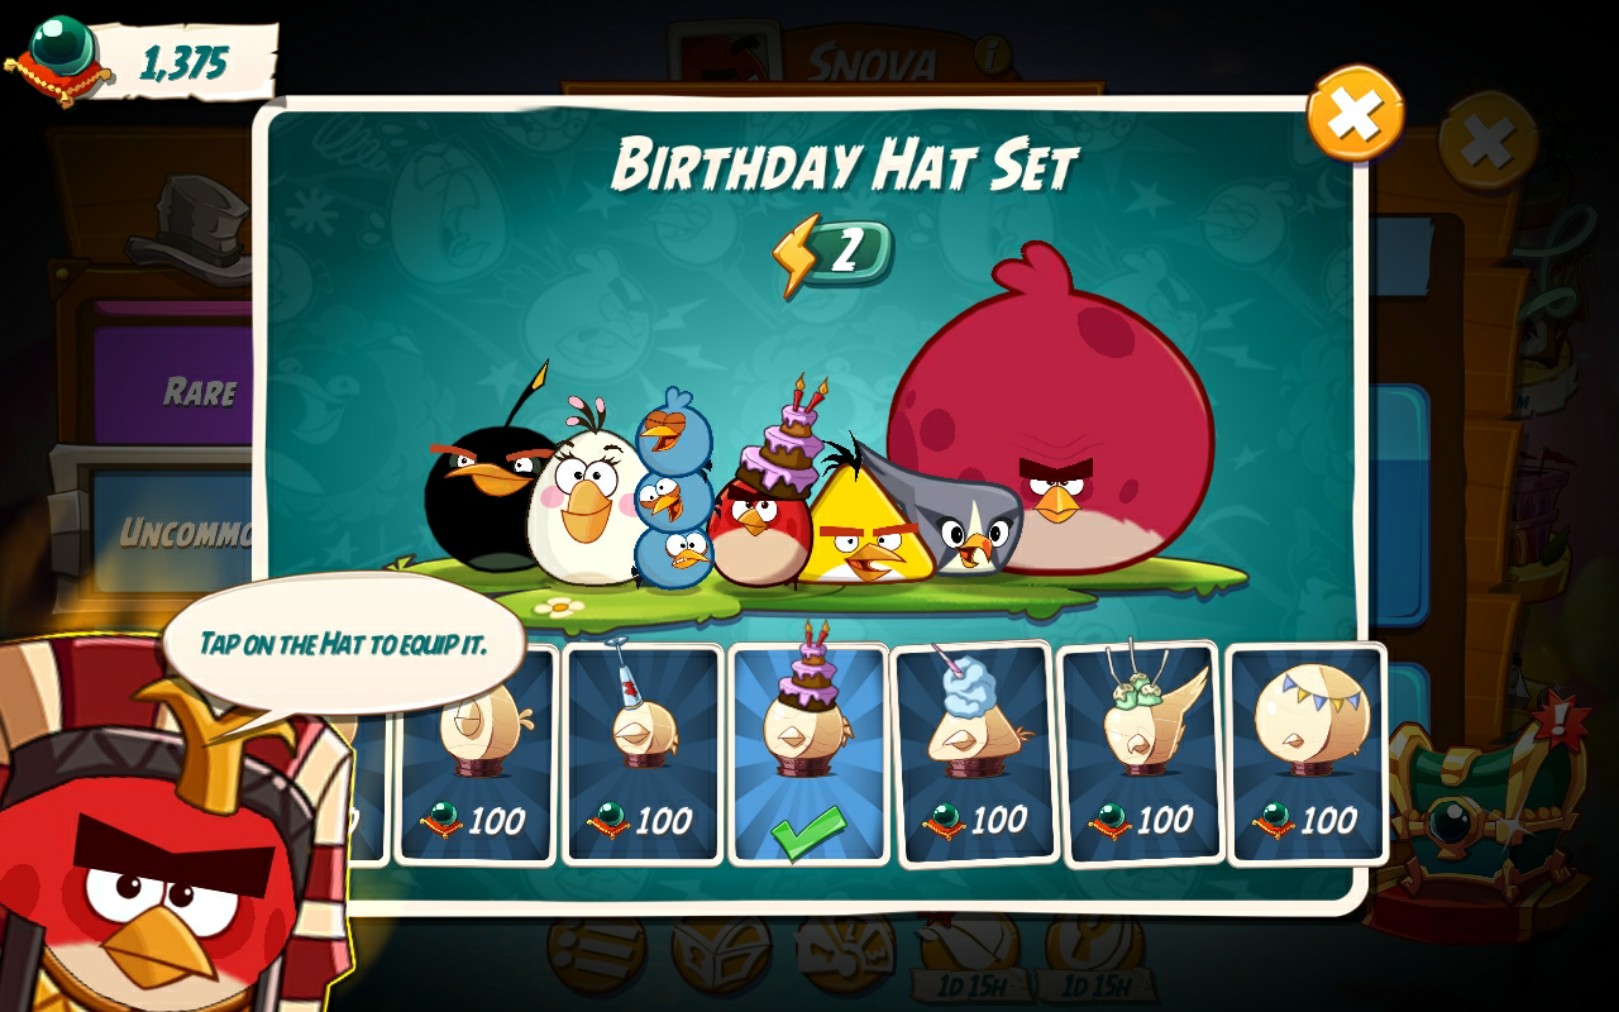 1,375
SNOVA
BIRTHDAY HAT SET
2
RARE
UNCOMMO
TAP ON THE HAT TO EQUIP IT.
100
100
100
100
100
1D 15H
1D 15H